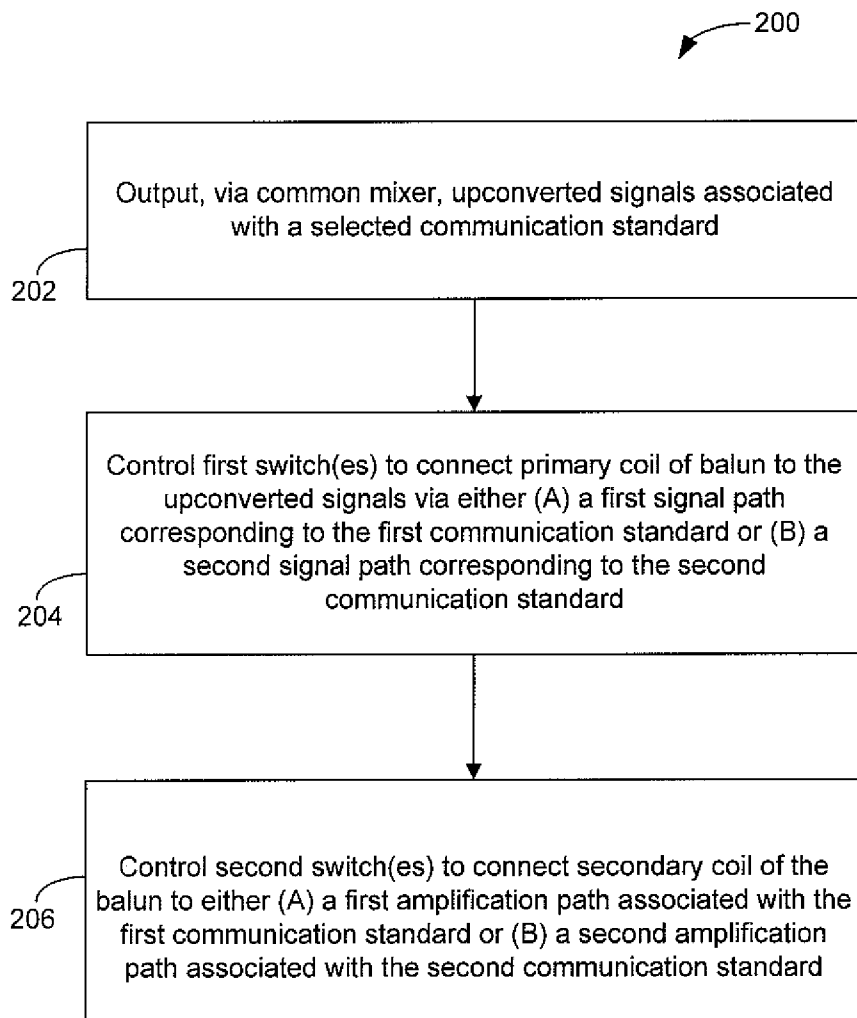 200
Output, via common mixer, upconverted signals associated
with a selected communication standard
202
Control first switch(es) to connect primary coil of balun to the
upconverted signals via either (A) a first signal path
corresponding to the first communication standard or (B) a
second signal path corresponding to the second
communication standard
204
Control second switch(es) to connect secondary coil of the
balun to either (A) a first amplification path associated with the
first communication standard or (B) a second amplification
path associated with the second communication standard
206